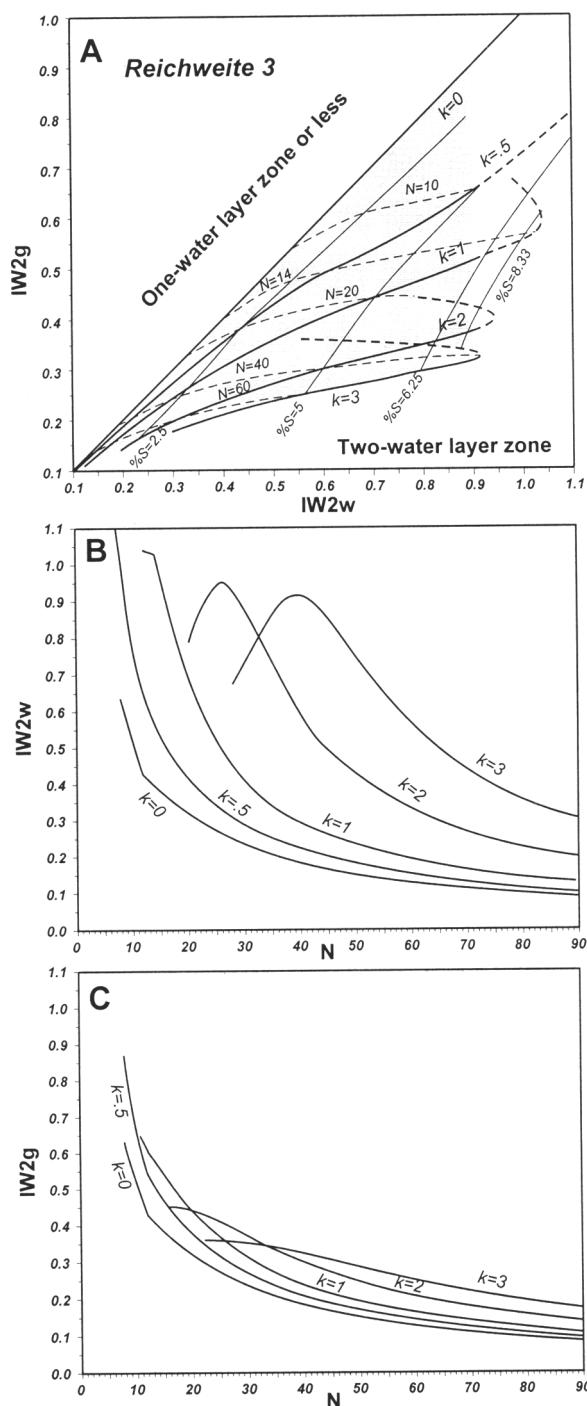 A
Reichweite 3
One-water layer zone or less
k=0
k=.5
N=10
k=1
N=14
N=20
%S=8.33
k=2
N=40
N=60
k=3
%S=2.5
%S=5
%S=6.25
Two-water layer zone
IW2g
1.0
0.9
0.8
0.7
0.6
0.5
0.4
0.3
0.2
0.1
0.1 0.2 0.3 0.4 0.5 0.6 0.7 0.8 0.9 1.0 1.1
IW2w
B
IW2w
1.1
1.0
0.9
0.8
0.7
0.6
0.5
0.4
0.3
0.2
0.1
0.0
k=0
k=.5
k=1
k=2
k=3
0 10 20 30 40 50 60 70 80 90
N
C
IW2g
1.1
1.0
0.9
0.8
0.7
0.6
0.5
0.4
0.3
0.2
0.1
0.0
k=.5
k=0
k=1
k=2
k=3
0 10 20 30 40 50 60 70 80 90
N